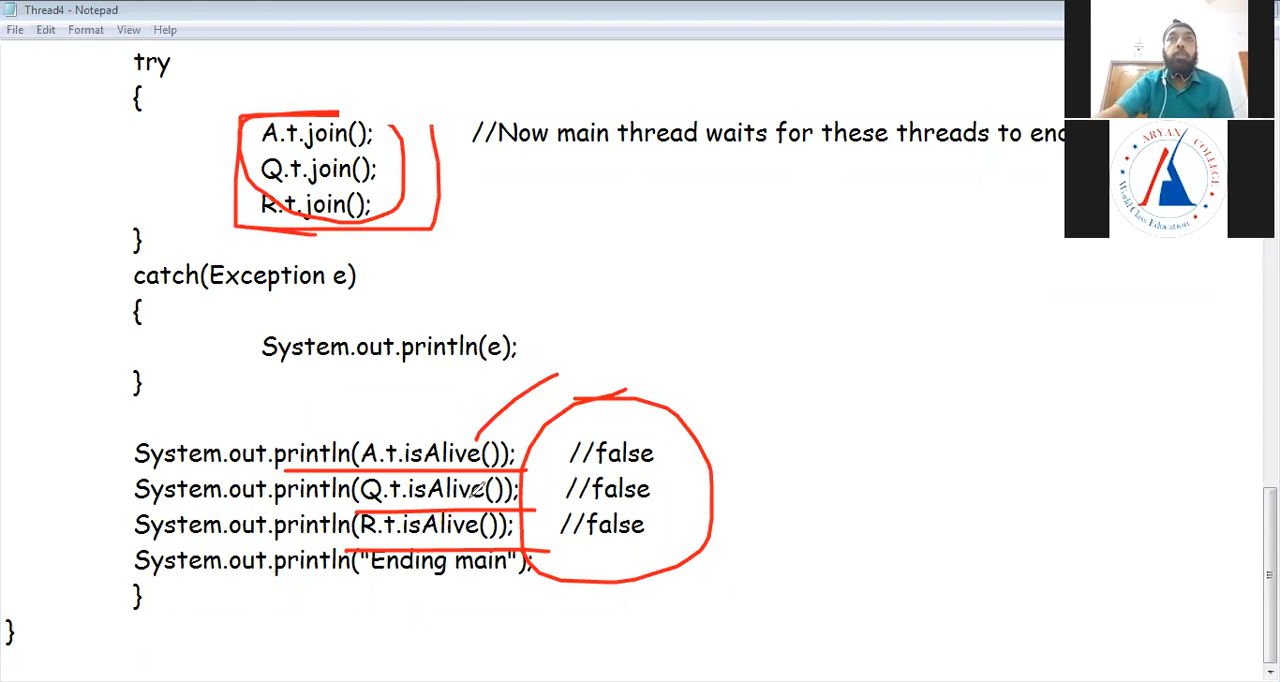 Thread4 - Notepad
File Edit Format View Help
try
{
A.t.join(); //Now main thread waits for these threads to end
Q.t.join();
R.t.join();
}
catch(Exception e)
{
System.out.println(e);
}
System.out.println(A.t.isAlive()); //false
System.out.println(Q.t.isAlive()); //false
System.out.println(R.t.isAlive()); //false
System.out.println("Ending main");
}
}
ARYAN COLLEGE
World Class Education